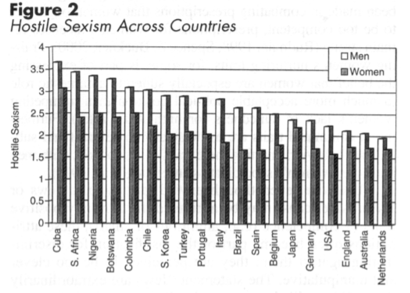 Figure 2
Hostile Sexism Across Countries
4
3.5
3
2.5
2
1.5
1
0.5
0
Hostile Sexism
Men
Women
Cuba
S. Africa
Nigeria
Botswana
Colombia
Chile
S. Korea
Turkey
Portugal
Italy
Brazil
Spain
Belgium
Japan
Germany
USA
England
Australia
Netherlands